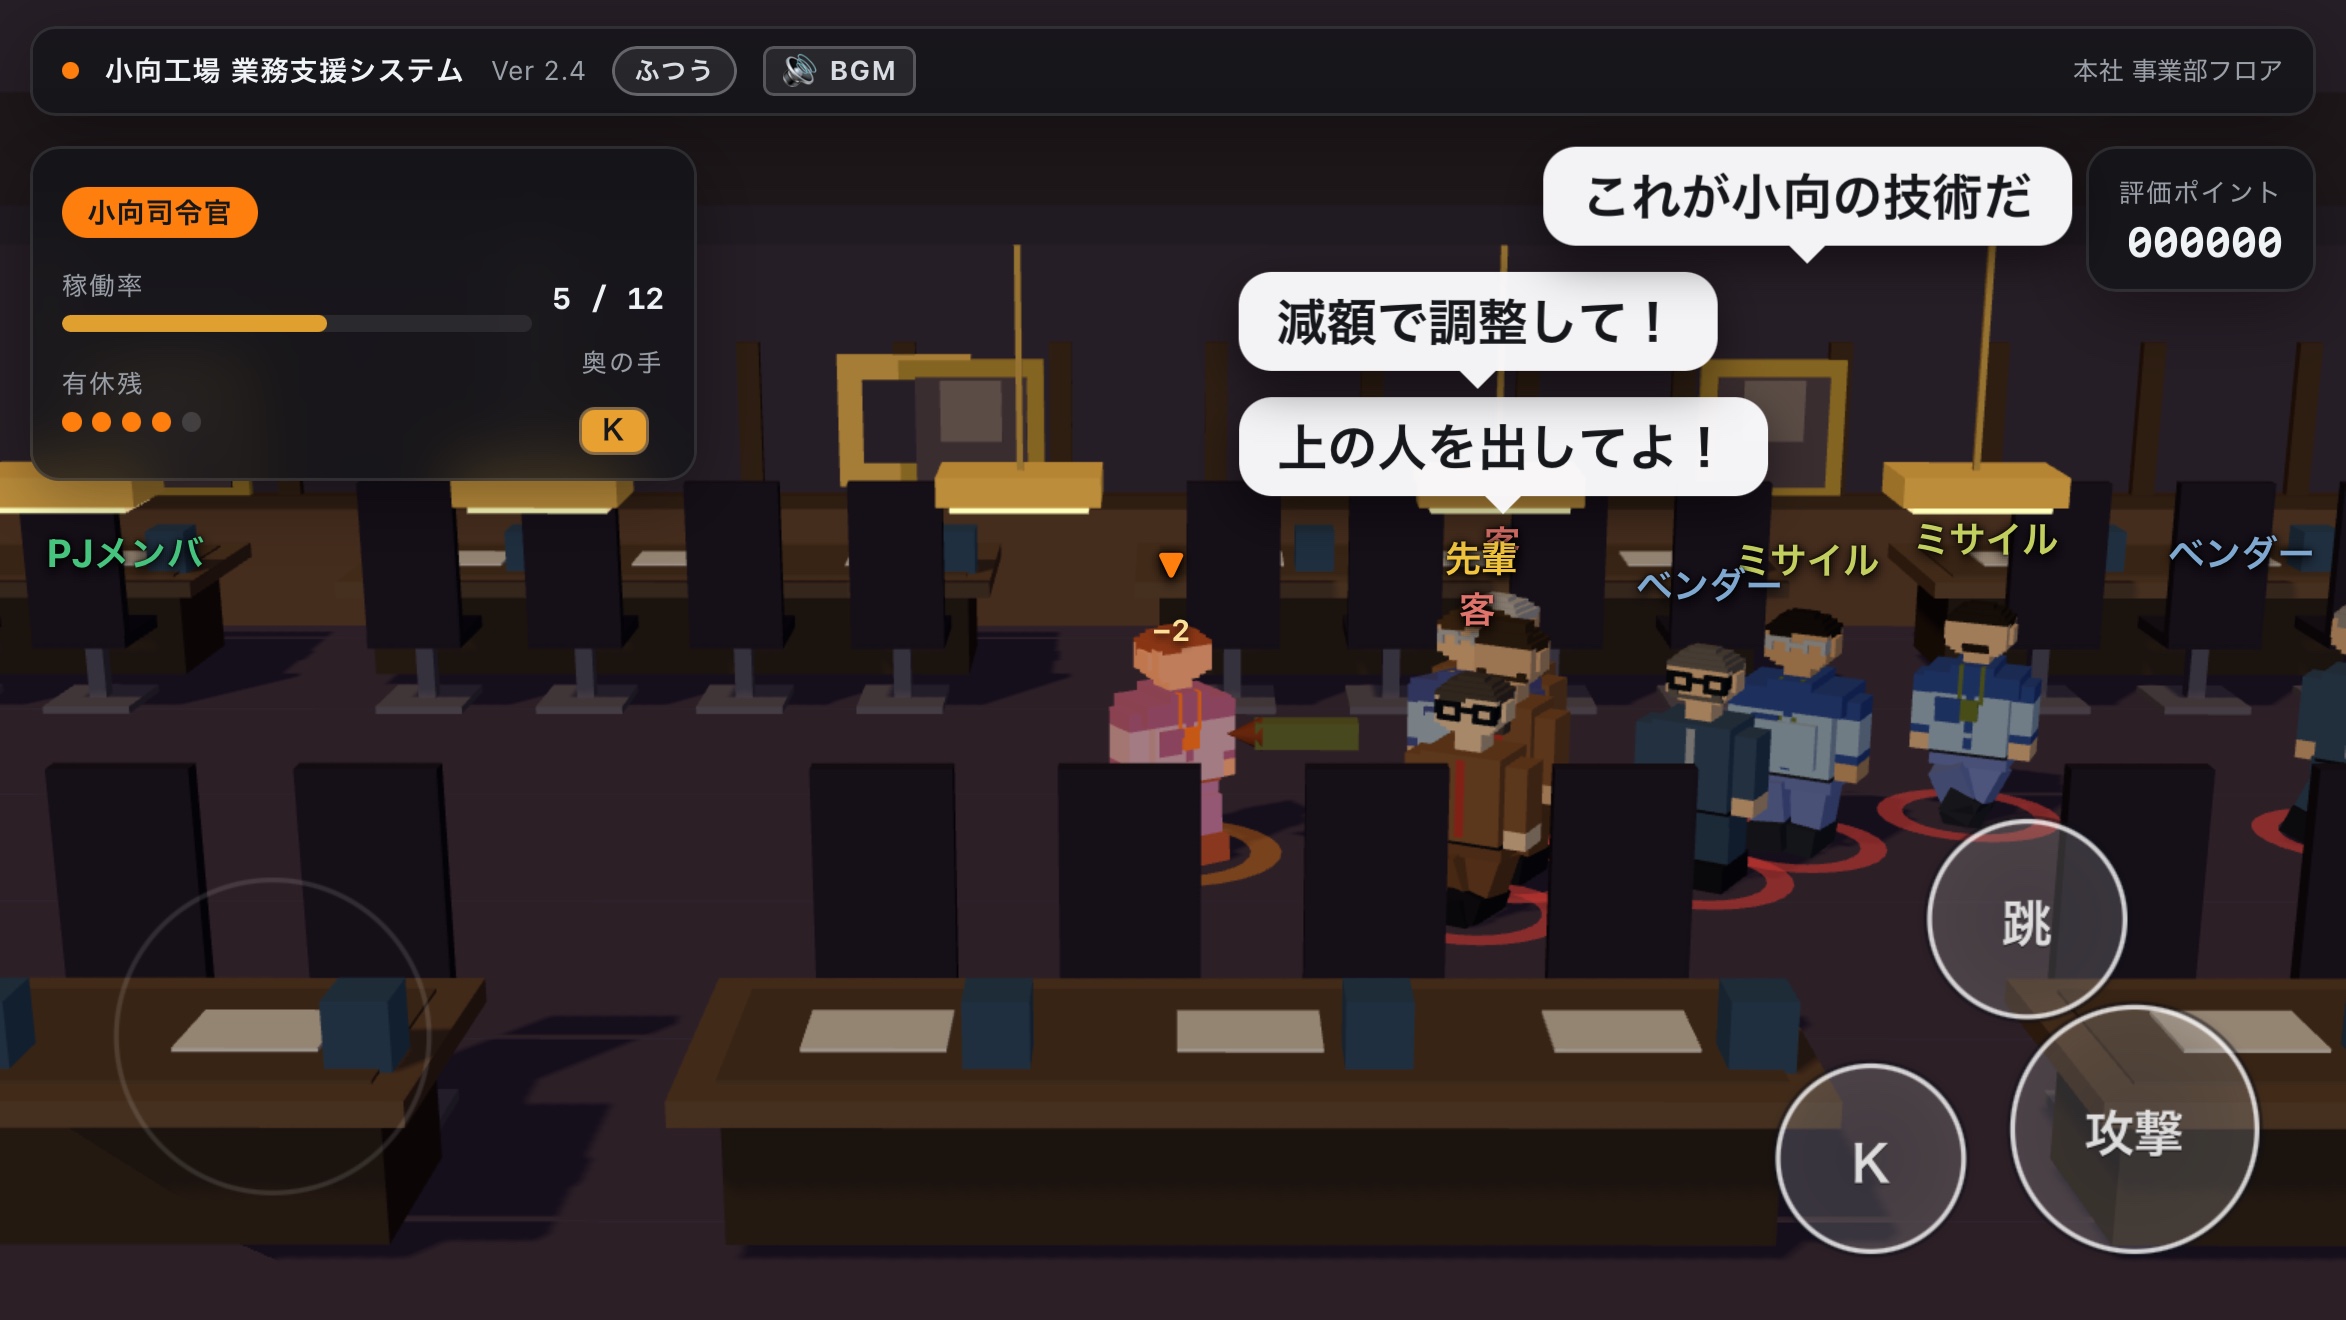 小向工場 業務支援システム Ver 2.4 ふつう BGM 本社 事業部フロア
小向司令官
稼働率
5 / 12
奥の手
有休残
K
これが小向の技術だ
評価ポイント
000000
減額で調整して！
上の人を出してよ！
PJメンバ
客
先輩
客
ベンダー
ミサイル
ミサイル
ベンダー
−2
跳
攻撃
K